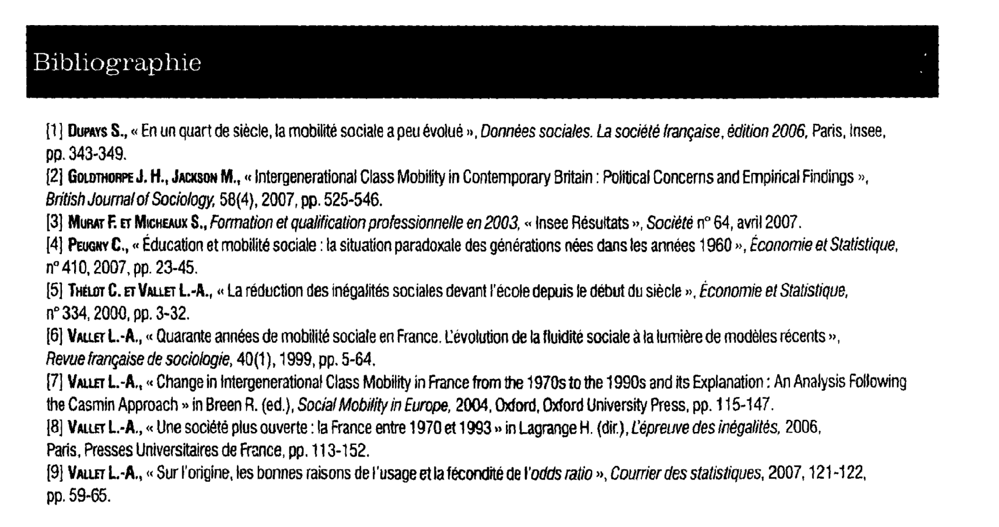 Bibliographie
[1] DUPAYS S., « En un quart de siècle, la mobilité sociale a peu évolué », Données sociales. La société française, édition 2006, Paris, Insee,
pp. 343-349.
[2] GOLDTHORPE J. H., JACKSON M., « Intergenerational Class Mobility in Contemporary Britain : Political Concerns and Empirical Findings »,
British Journal of Sociology, 58(4), 2007, pp. 525-546.
[3] MURAT F. ET MICHEAUX S., Formation et qualification professionnelle en 2003, « Insee Résultats », Société n° 64, avril 2007.
[4] PEUGNY C., « Éducation et mobilité sociale : la situation paradoxale des générations nées dans les années 1960 », Économie et Statistique,
n° 410, 2007, pp. 23-45.
[5] THÉLOT C. ET VALLET L.-A., « La réduction des inégalités sociales devant l'école depuis le début du siècle », Économie et Statistique,
n° 334, 2000, pp. 3-32.
[6] VALLET L.-A., « Quarante années de mobilité sociale en France. L'évolution de la fluidité sociale à la lumière de modèles récents »,
Revue française de sociologie, 40(1), 1999, pp. 5-64.
[7] VALLET L.-A., « Change in Intergenerational Class Mobility in France from the 1970s to the 1990s and its Explanation : An Analysis Following
the Casmin Approach » in Breen R. (ed.), Social Mobility in Europe, 2004, Oxford, Oxford University Press, pp. 115-147.
[8] VALLET L.-A., « Une société plus ouverte : la France entre 1970 et 1993 » in Lagrange H. (dir.), L'épreuve des inégalités, 2006,
Paris, Presses Universitaires de France, pp. 113-152.
[9] VALLET L.-A., « Sur l'origine, les bonnes raisons de l'usage et la fécondité de l'odds ratio », Courrier des statistiques, 2007, 121-122,
pp. 59-65.